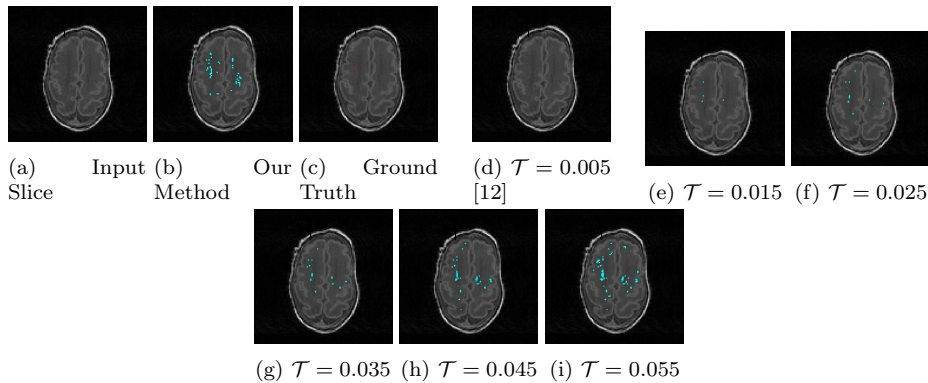 (a) Input Slice
(b) Our Method
(c) Ground Truth
(d) 𝒯 = 0.005 [12]
(e) 𝒯 = 0.015
(f) 𝒯 = 0.025
(g) 𝒯 = 0.035
(h) 𝒯 = 0.045
(i) 𝒯 = 0.055